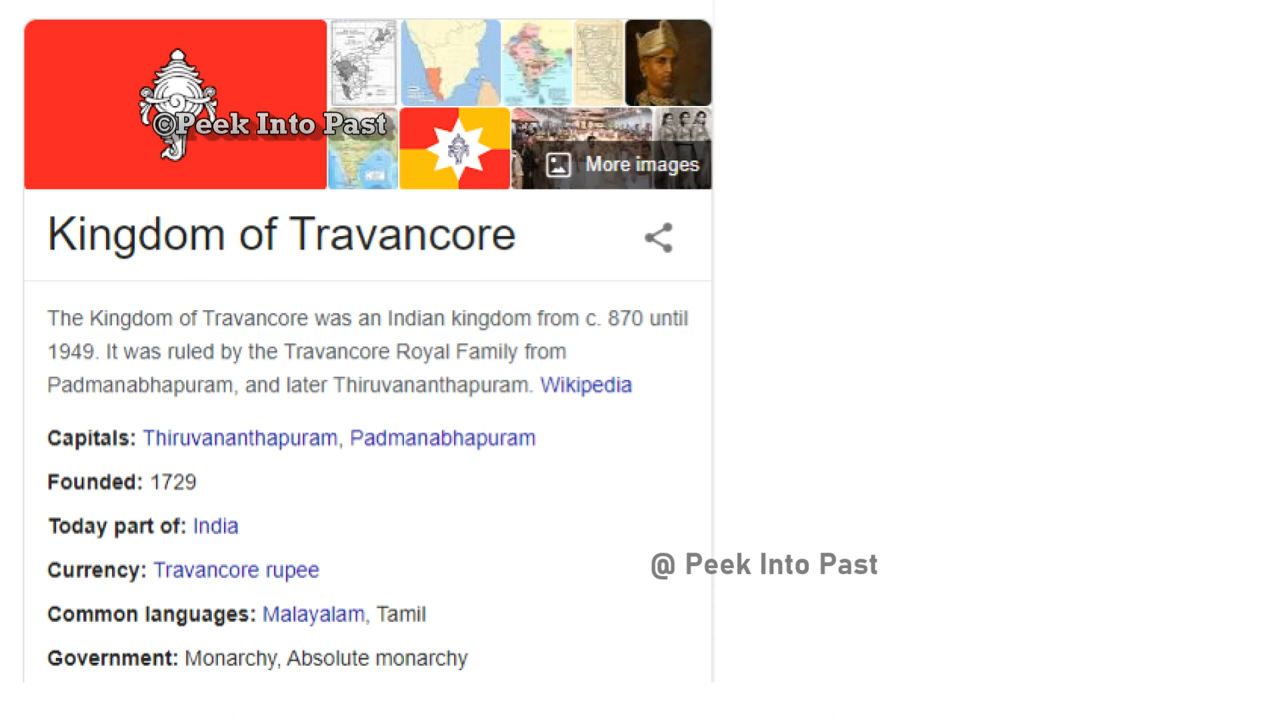 ©Peek Into Past
More images
Kingdom of Travancore
The Kingdom of Travancore was an Indian kingdom from c. 870 until
1949. It was ruled by the Travancore Royal Family from
Padmanabhapuram, and later Thiruvananthapuram. Wikipedia
Capitals: Thiruvananthapuram, Padmanabhapuram
Founded: 1729
Today part of: India
Currency: Travancore rupee
@ Peek Into Past
Common languages: Malayalam, Tamil
Government: Monarchy, Absolute monarchy